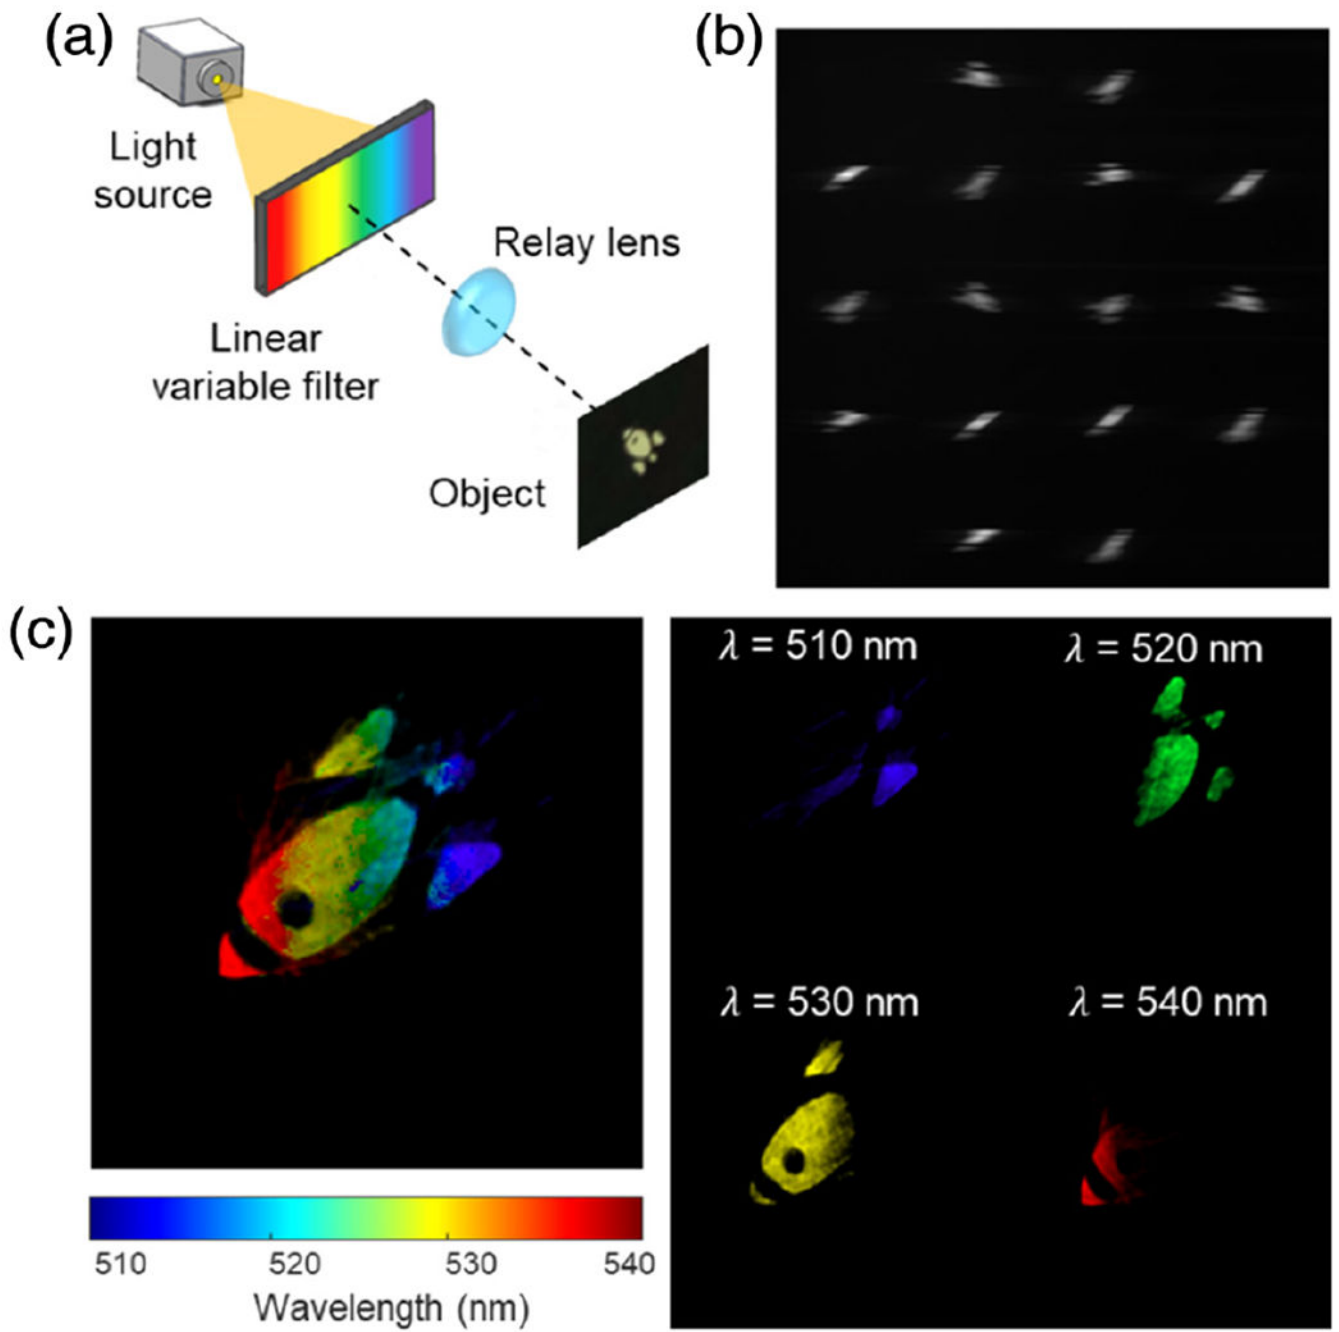 (a)
Light
source
Linear
variable filter
Relay lens
Object
(b)
(c)
510
520
530
540
Wavelength (nm)
λ = 510 nm
λ = 520 nm
λ = 530 nm
λ = 540 nm